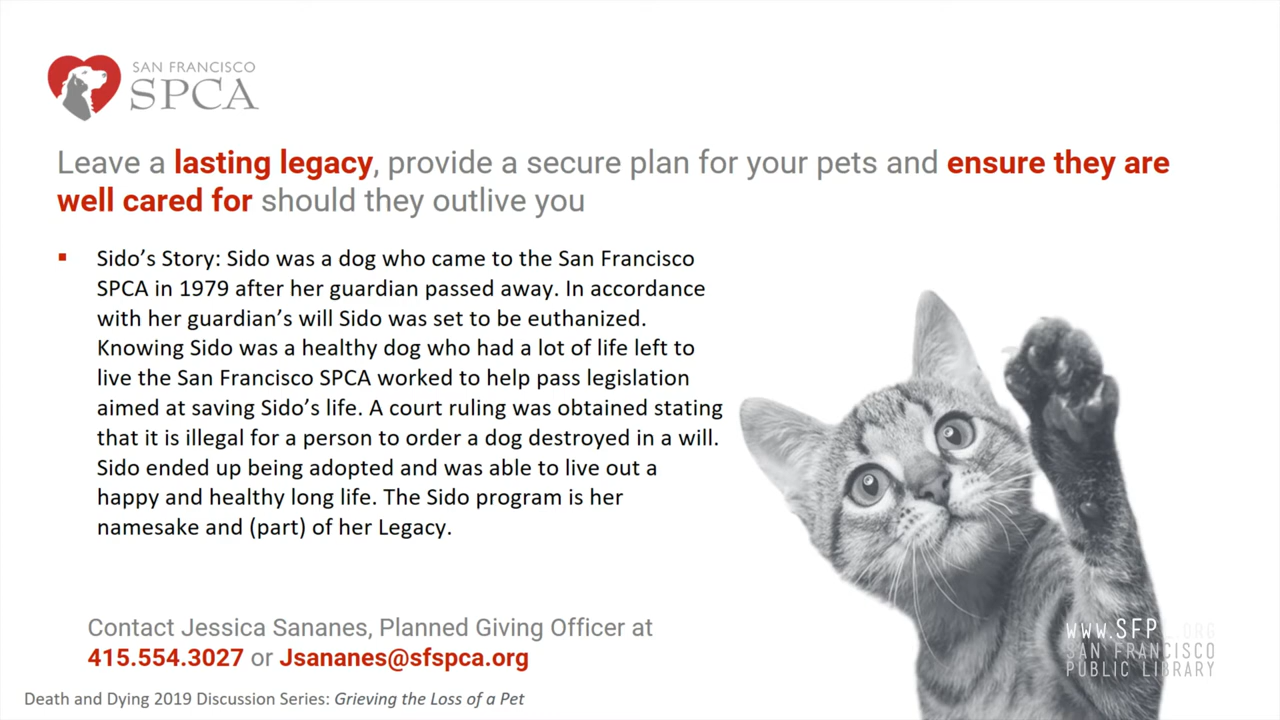 SAN FRANCISCO
SPCA
Leave a lasting legacy, provide a secure plan for your pets and ensure they are
well cared for should they outlive you
Sido’s Story: Sido was a dog who came to the San Francisco
SPCA in 1979 after her guardian passed away. In accordance
with her guardian’s will Sido was set to be euthanized.
Knowing Sido was a healthy dog who had a lot of life left to
live the San Francisco SPCA worked to help pass legislation
aimed at saving Sido’s life. A court ruling was obtained stating
that it is illegal for a person to order a dog destroyed in a will.
Sido ended up being adopted and was able to live out a
happy and healthy long life. The Sido program is her
namesake and (part) of her Legacy.
Contact Jessica Sananes, Planned Giving Officer at
415.554.3027 or Jsananes@sfspca.org
WWW.SFPL.ORG
SAN FRANCISCO
PUBLIC LIBRARY
Death and Dying 2019 Discussion Series: Grieving the Loss of a Pet